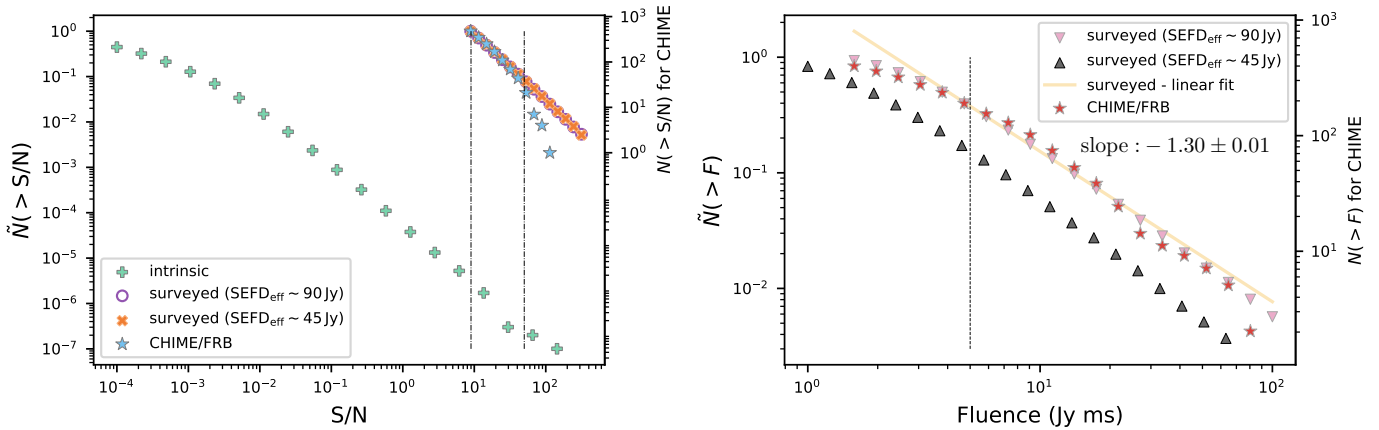 10⁰
10⁻¹
10⁻²
10⁻³
10⁻⁴
10⁻⁵
10⁻⁶
10⁻⁷
Ñ(> S/N)
10⁻⁴ 10⁻³ 10⁻² 10⁻¹ 10⁰ 10¹ 10²
S/N
10³
10²
10¹
10⁰
N(> S/N) for CHIME
intrinsic
surveyed (SEFD_eff ~ 90 Jy)
surveyed (SEFD_eff ~ 45 Jy)
CHIME/FRB
10⁰
10⁻¹
10⁻²
Ñ(> F)
10⁰ 10¹ 10²
Fluence (Jy ms)
10³
10²
10¹
N(> F) for CHIME
surveyed (SEFD_eff ~ 90 Jy)
surveyed (SEFD_eff ~ 45 Jy)
surveyed - linear fit
CHIME/FRB
slope : − 1.30 ± 0.01